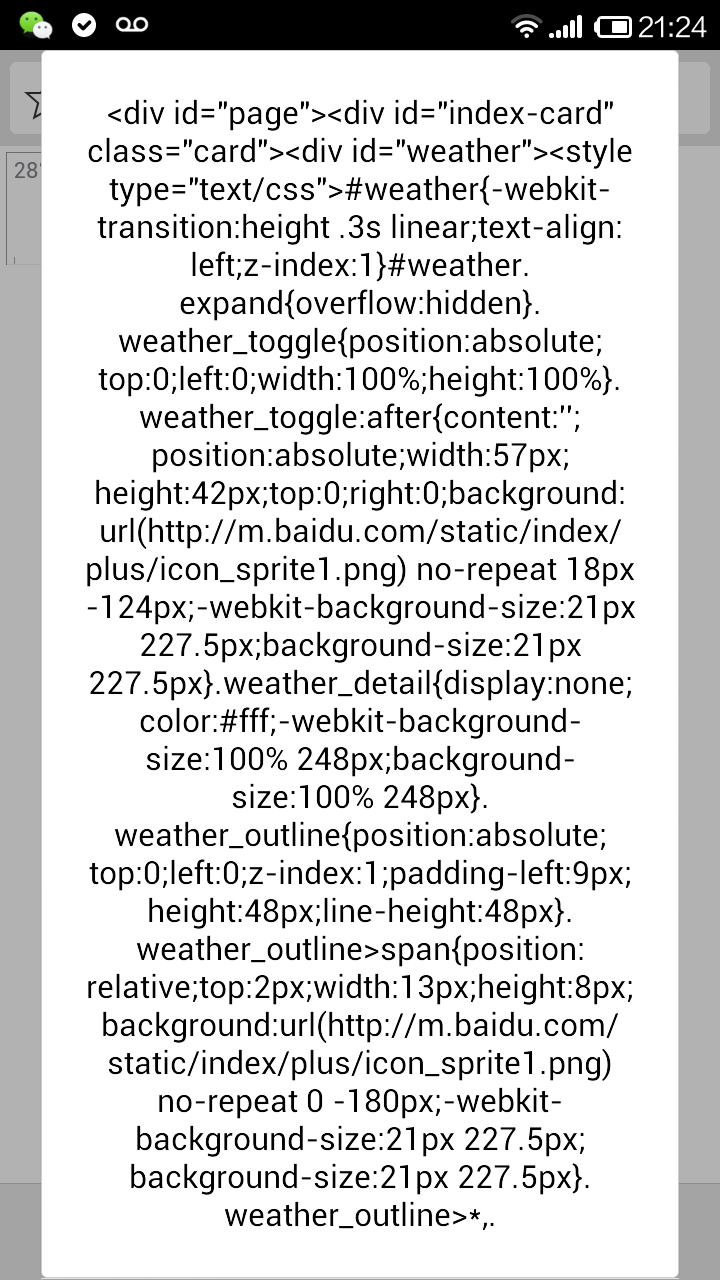 21:24
28°
<div id="page"><div id="index-card"
class="card"><div id="weather"><style
type="text/css">#weather{-webkit-
transition:height .3s linear;text-align:
left;z-index:1}#weather.
expand{overflow:hidden}.
weather_toggle{position:absolute;
top:0;left:0;width:100%;height:100%}.
weather_toggle:after{content:'';
position:absolute;width:57px;
height:42px;top:0;right:0;background:
url(http://m.baidu.com/static/index/
plus/icon_sprite1.png) no-repeat 18px
-124px;-webkit-background-size:21px
227.5px;background-size:21px
227.5px}.weather_detail{display:none;
color:#fff;-webkit-background-
size:100% 248px;background-
size:100% 248px}.
weather_outline{position:absolute;
top:0;left:0;z-index:1;padding-left:9px;
height:48px;line-height:48px}.
weather_outline>span{position:
relative;top:2px;width:13px;height:8px;
background:url(http://m.baidu.com/
static/index/plus/icon_sprite1.png)
no-repeat 0 -180px;-webkit-
background-size:21px 227.5px;
background-size:21px 227.5px}.
weather_outline>*,.